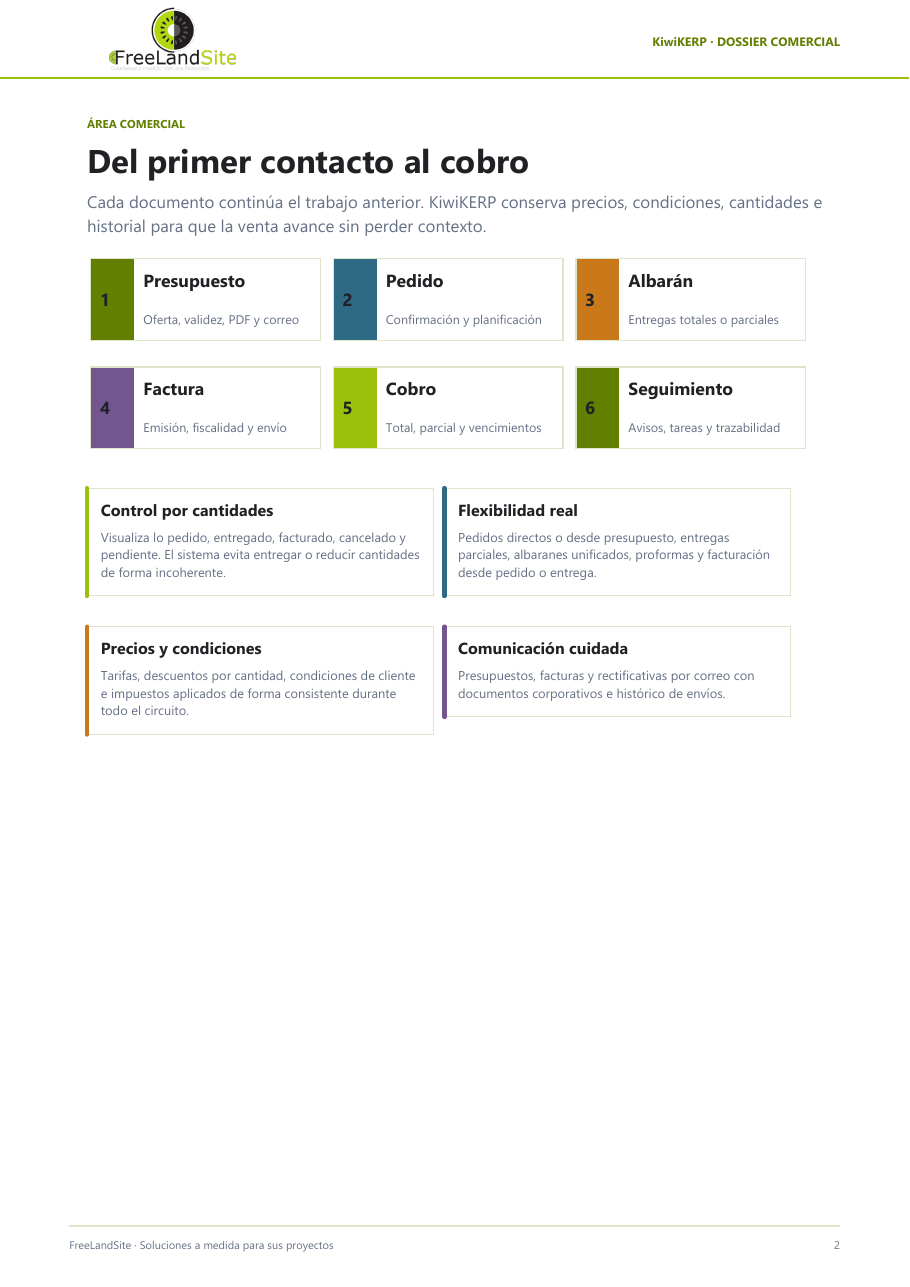 FreeLandSite
KiwiKERP · DOSSIER COMERCIAL
ÁREA COMERCIAL
Del primer contacto al cobro
Cada documento continúa el trabajo anterior. KiwiKERP conserva precios, condiciones, cantidades e
historial para que la venta avance sin perder contexto.
1
Presupuesto
Oferta, validez, PDF y correo
2
Pedido
Confirmación y planificación
3
Albarán
Entregas totales o parciales
4
Factura
Emisión, fiscalidad y envío
5
Cobro
Total, parcial y vencimientos
6
Seguimiento
Avisos, tareas y trazabilidad
Control por cantidades
Visualiza lo pedido, entregado, facturado, cancelado y
pendiente. El sistema evita entregar o reducir cantidades
de forma incoherente.
Flexibilidad real
Pedidos directos o desde presupuesto, entregas
parciales, albaranes unificados, proformas y facturación
desde pedido o entrega.
Precios y condiciones
Tarifas, descuentos por cantidad, condiciones de cliente
e impuestos aplicados de forma consistente durante
todo el circuito.
Comunicación cuidada
Presupuestos, facturas y rectificativas por correo con
documentos corporativos e histórico de envíos.
FreeLandSite · Soluciones a medida para sus proyectos
2